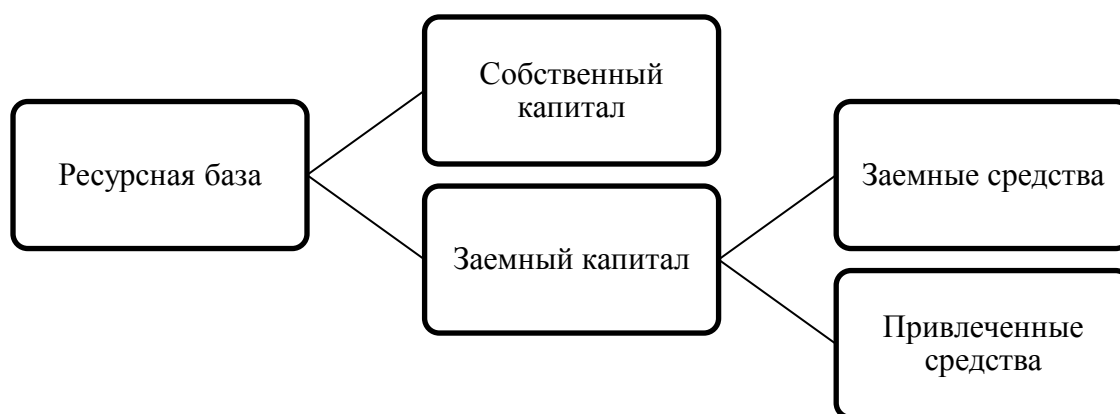 Ресурсная база
Собственный
капитал
Заемный капитал
Заемные средства
Привлеченные
средства